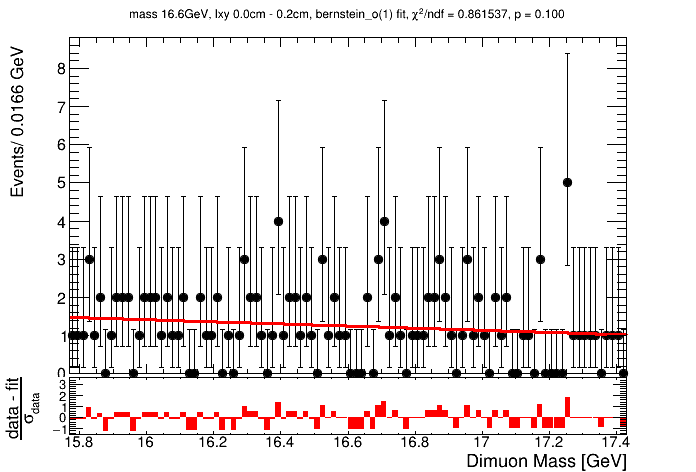 mass 16.6GeV, lxy 0.0cm - 0.2cm, bernstein_o(1) fit, χ²/ndf = 0.861537, p = 0.100
Events/ 0.0166 GeV
8
7
6
5
4
3
2
1
0
data - fit
σdata
3
2
1
0
−1
15.8 16 16.2 16.4 16.6 16.8 17 17.2 17.4
Dimuon Mass [GeV]